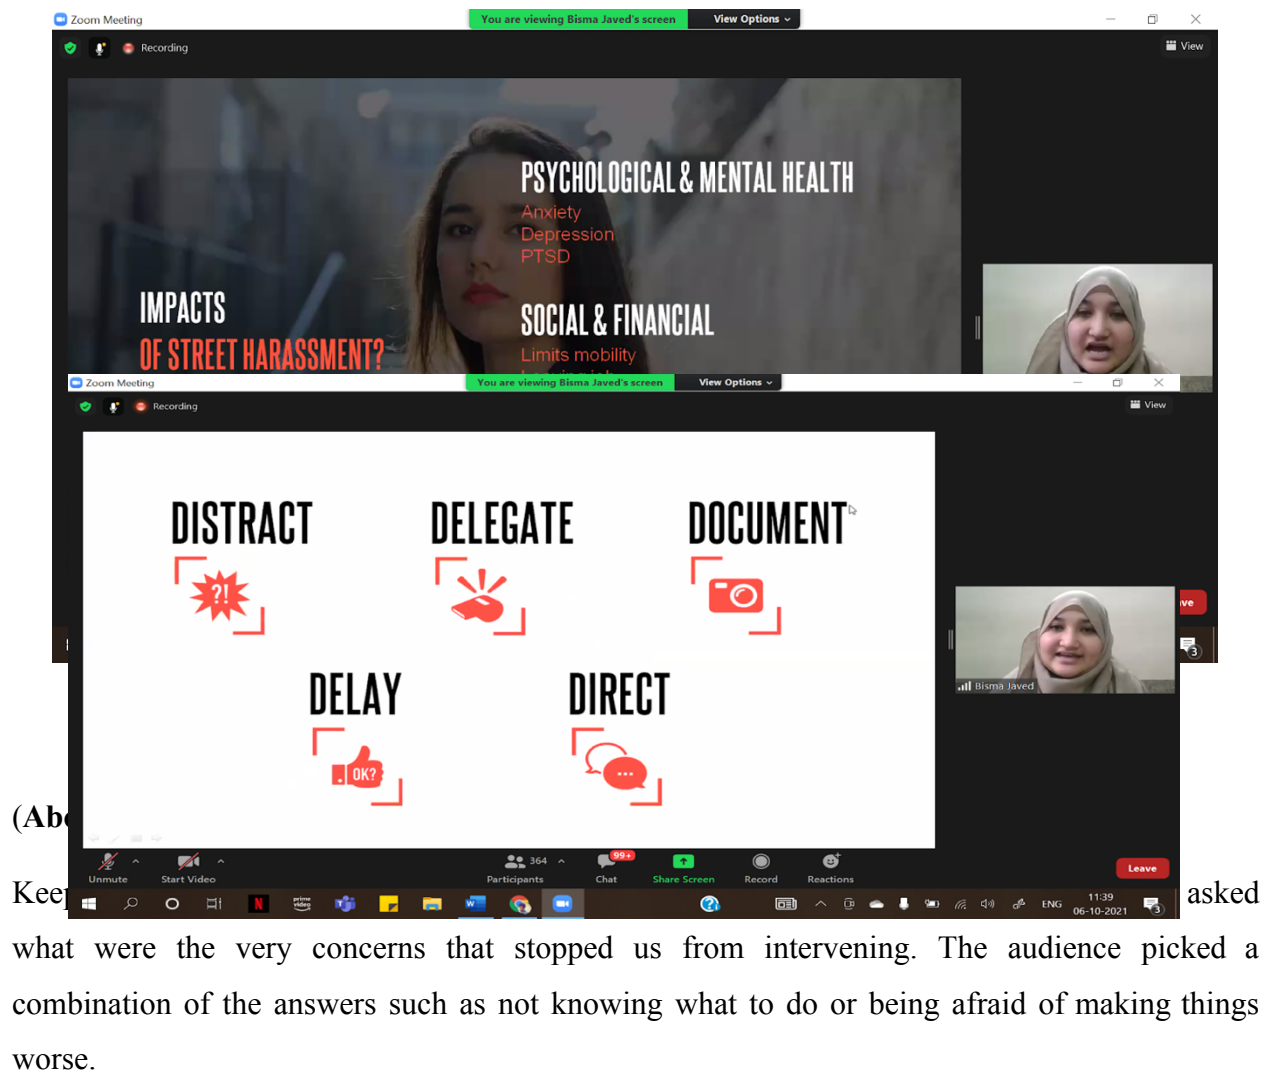 Zoom Meeting
You are viewing Bisma Javed's screen
View Options
Recording
View
PSYCHOLOGICAL & MENTAL HEALTH
Anxiety
Depression
PTSD
IMPACTS
OF STREET HARASSMENT?
SOCIAL & FINANCIAL
Limits mobility
Zoom Meeting
You are viewing Bisma Javed's screen
View Options
Recording
View
DISTRACT
DELEGATE
DOCUMENT
?!
DELAY
DIRECT
OK?
Bisma Javed
3
Unmute
Start Video
364
Participants
99+
Chat
Share Screen
Record
Reactions
Leave
N
prime video
W
ENG
11:39
06-10-2021
3
asked
what were the very concerns that stopped us from intervening. The audience picked a
combination of the answers such as not knowing what to do or being afraid of making things
worse.